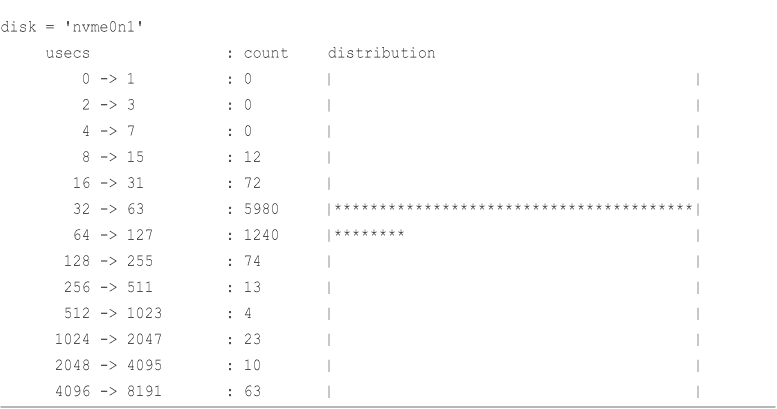 disk = 'nvme0n1'
     usecs               : count    distribution
         0 -> 1          : 0        |                                        |
         2 -> 3          : 0        |                                        |
         4 -> 7          : 0        |                                        |
         8 -> 15         : 12       |                                        |
        16 -> 31         : 72       |                                        |
        32 -> 63         : 5980     |****************************************|
        64 -> 127        : 1240     |********                                |
       128 -> 255        : 74       |                                        |
       256 -> 511        : 13       |                                        |
       512 -> 1023       : 4        |                                        |
      1024 -> 2047       : 23       |                                        |
      2048 -> 4095       : 10       |                                        |
      4096 -> 8191       : 63       |                                        |